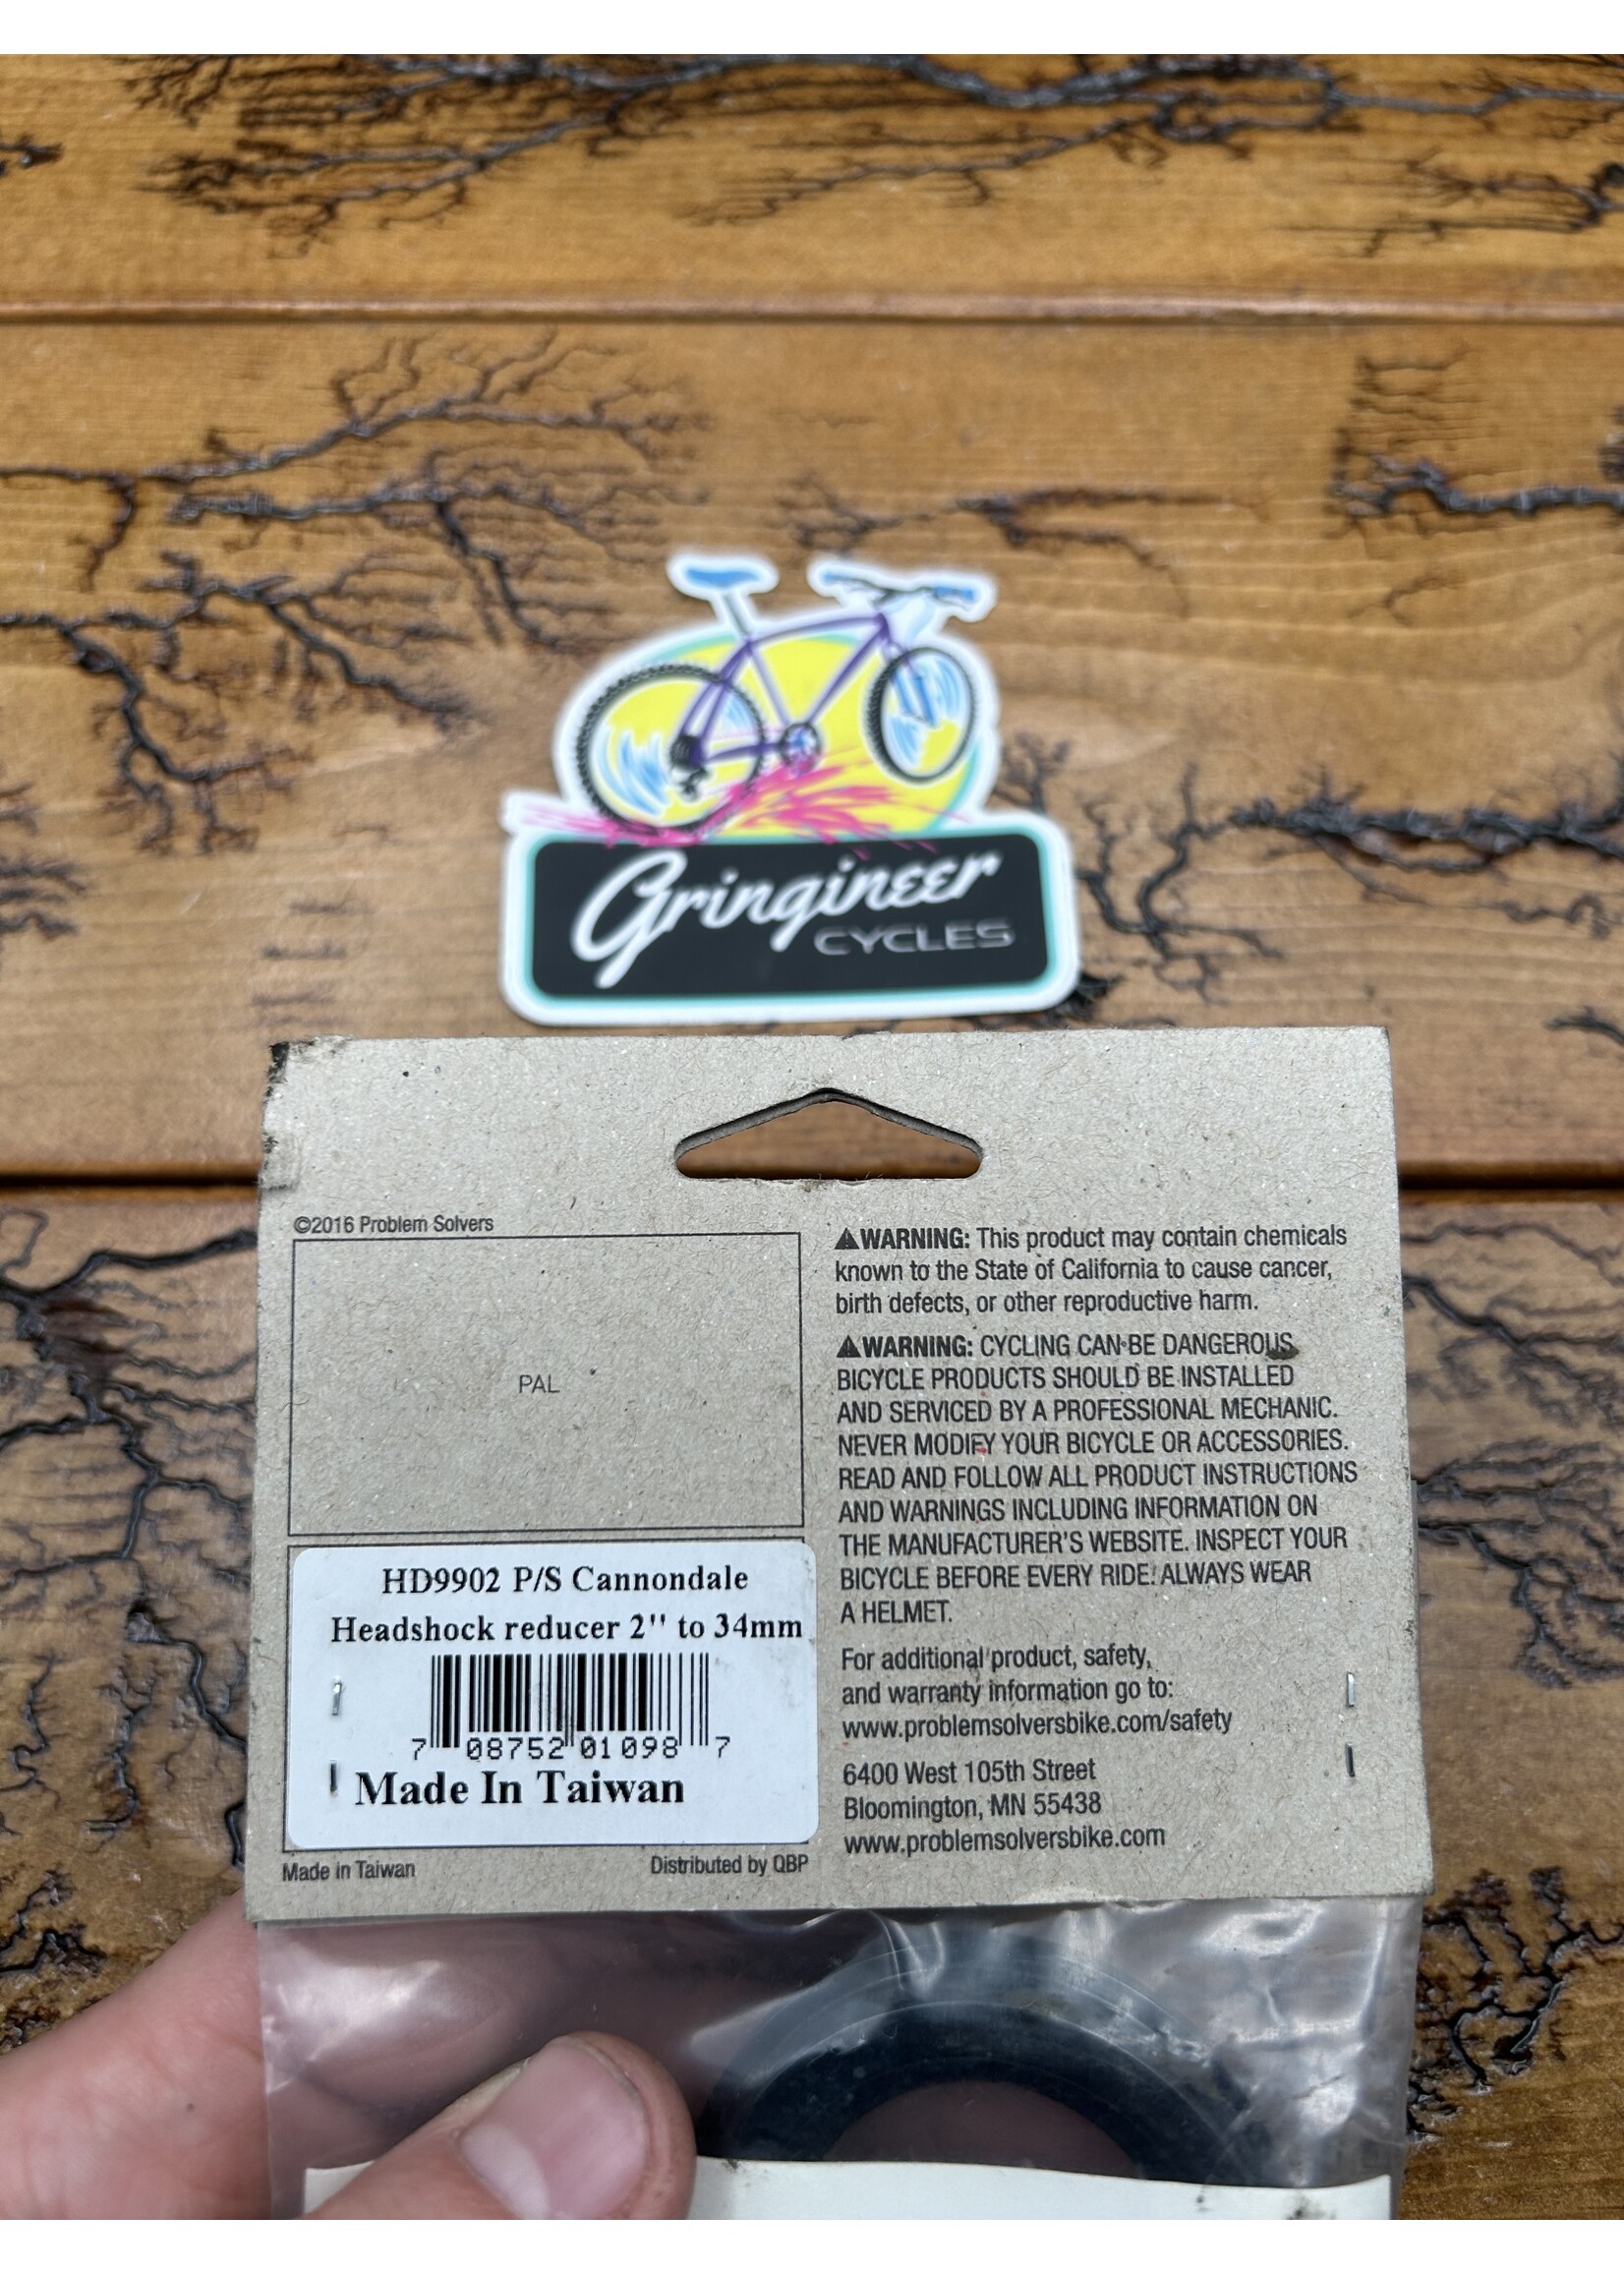 Gringineer
CYCLES
©2016 Problem Solvers
PAL
HD9902 P/S Cannondale
Headshock reducer 2" to 34mm
7 08752 01098 7
Made In Taiwan
Made in Taiwan
Distributed by QBP
⚠WARNING: This product may contain chemicals
known to the State of California to cause cancer,
birth defects, or other reproductive harm.
⚠WARNING: CYCLING CAN BE DANGEROUS.
BICYCLE PRODUCTS SHOULD BE INSTALLED
AND SERVICED BY A PROFESSIONAL MECHANIC.
NEVER MODIFY YOUR BICYCLE OR ACCESSORIES.
READ AND FOLLOW ALL PRODUCT INSTRUCTIONS
AND WARNINGS INCLUDING INFORMATION ON
THE MANUFACTURER'S WEBSITE. INSPECT YOUR
BICYCLE BEFORE EVERY RIDE. ALWAYS WEAR
A HELMET.
For additional product, safety,
and warranty information go to:
www.problemsolversbike.com/safety
6400 West 105th Street
Bloomington, MN 55438
www.problemsolversbike.com